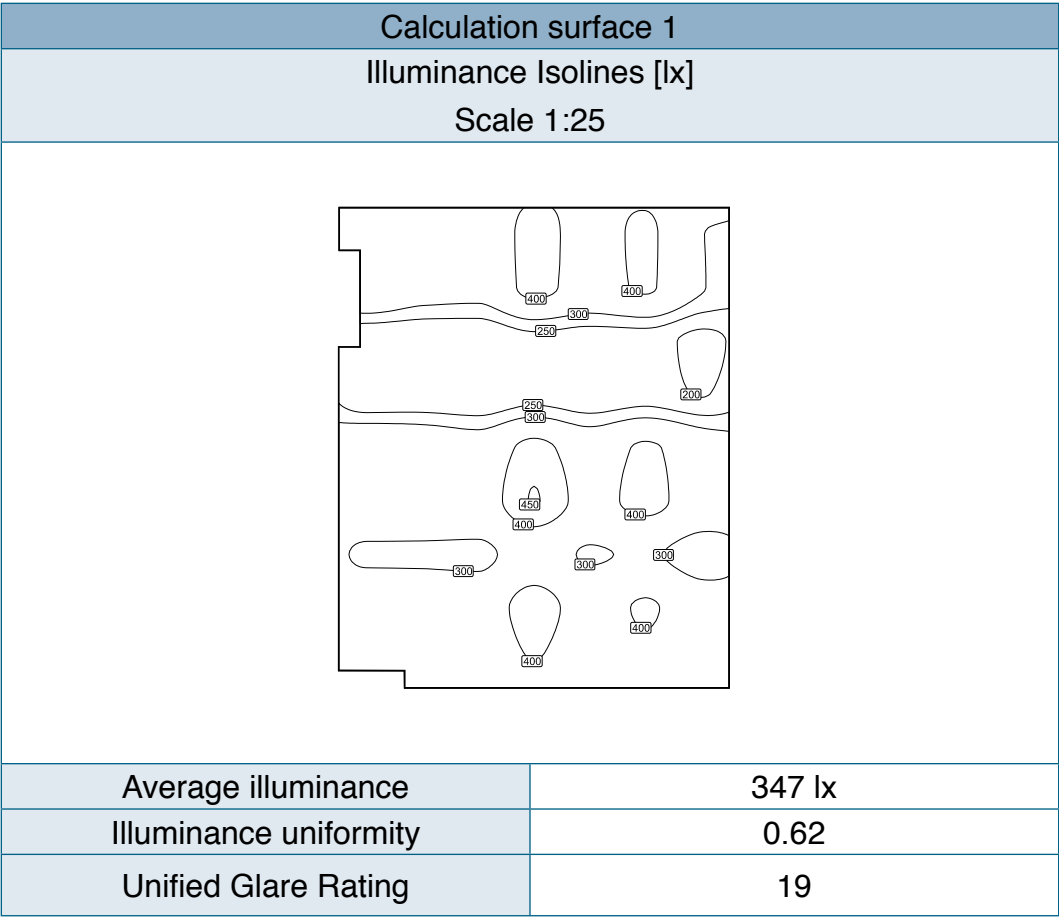 Calculation surface 1
Illuminance Isolines [lx]
Scale 1:25
400
400
300
250
200
250
300
450
400
400
300
300
300
400
400
Average illuminance 347 lx
Illuminance uniformity 0.62
Unified Glare Rating 19